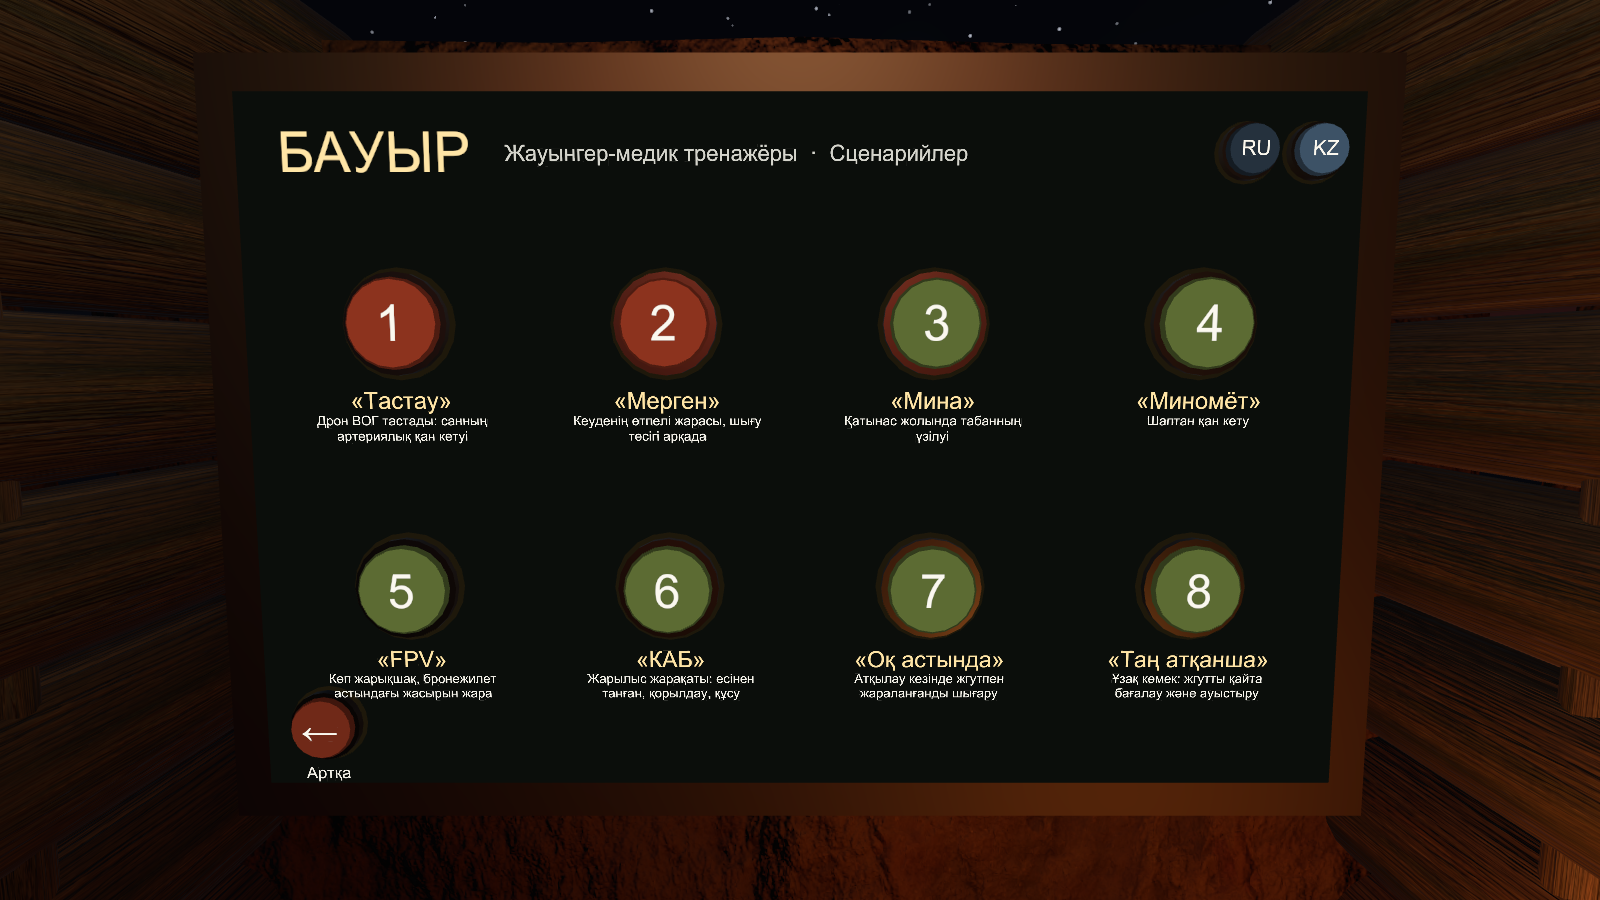 БАУЫР
Жауынгер-медик тренажёры · Сценарийлер
RU
KZ
1
2
3
4
«Тастау»
Дрон ВОГ тастады: санның
артериялық қан кетуі
«Мерген»
Кеуденің өтпелі жарасы, шығу
тесігі арқада
«Мина»
Қатынас жолында табанның
үзілуі
«Миномёт»
Шаптан қан кету
5
6
7
8
«FPV»
Көп жарықшақ, бронежилет
астындағы жасырын жара
«КАБ»
Жарылыс жарақаты: есінен
танған, қорылдау, құсу
«Оқ астында»
Атқылау кезінде жгутпен
жараланғанды шығару
«Таң атқанша»
Ұзақ көмек: жгутты қайта
бағалау және ауыстыру
←
Артқа